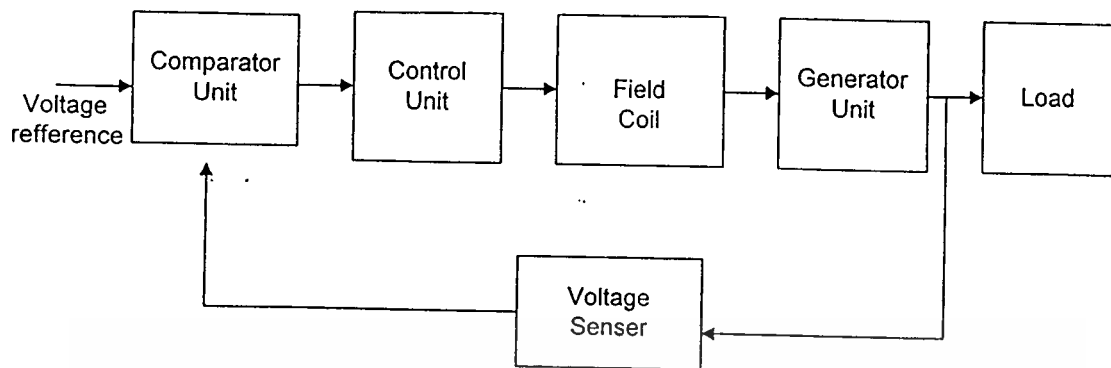 Comparator
Unit
Control
Unit
Field
Coil
Generator
Unit
Load
Voltage
refference
Voltage
Senser